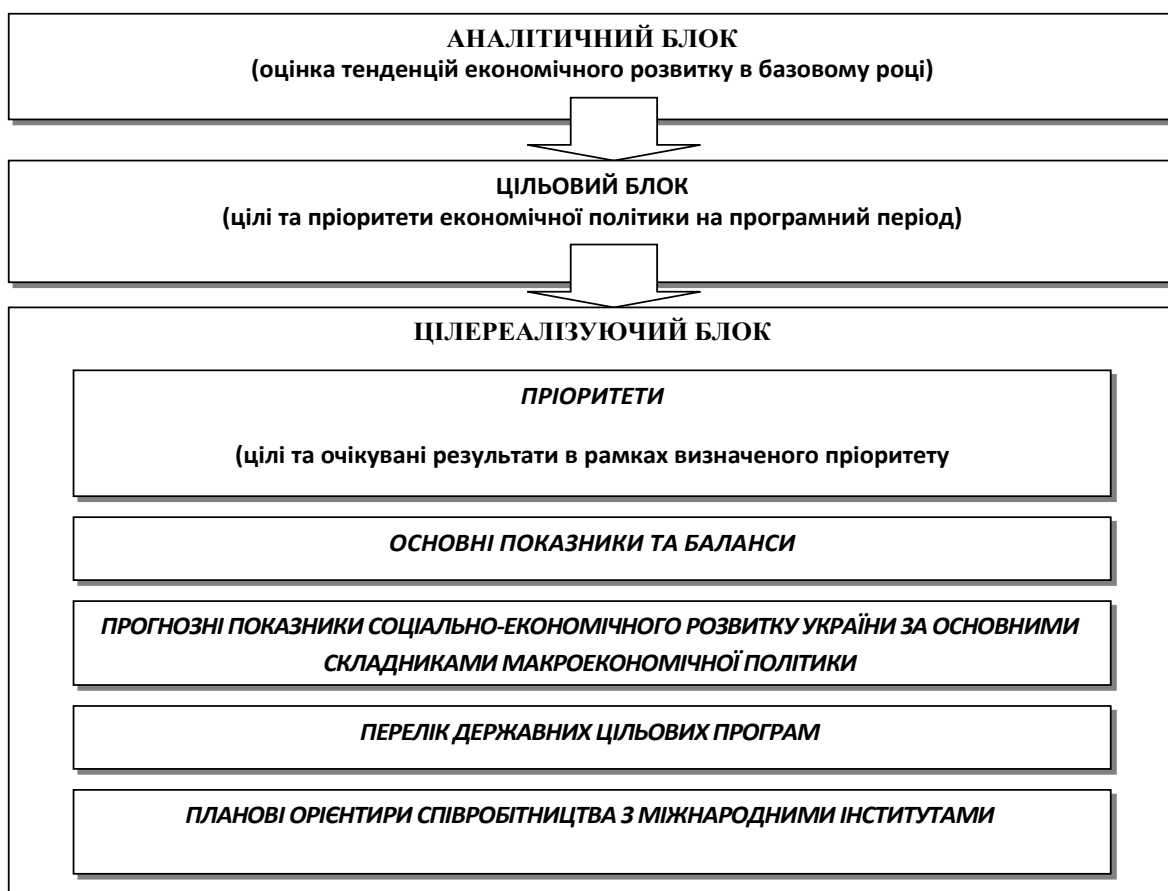 АНАЛІТИЧНИЙ БЛОК
(оцінка тенденцій економічного розвитку в базовому році)
ЦІЛЬОВИЙ БЛОК
(цілі та пріоритети економічної політики на програмний період)
ЦІЛЕРЕАЛІЗУЮЧИЙ БЛОК
ПРІОРИТЕТИ
(цілі та очікувані результати в рамках визначеного пріоритету
ОСНОВНІ ПОКАЗНИКИ ТА БАЛАНСИ
ПРОГНОЗНІ ПОКАЗНИКИ СОЦІАЛЬНО-ЕКОНОМІЧНОГО РОЗВИТКУ УКРАЇНИ ЗА ОСНОВНИМИ
СКЛАДНИКАМИ МАКРОЕКОНОМІЧНОЇ ПОЛІТИКИ
ПЕРЕЛІК ДЕРЖАВНИХ ЦІЛЬОВИХ ПРОГРАМ
ПЛАНОВІ ОРІЄНТИРИ СПІВРОБІТНИЦТВА З МІЖНАРОДНИМИ ІНСТИТУТАМИ